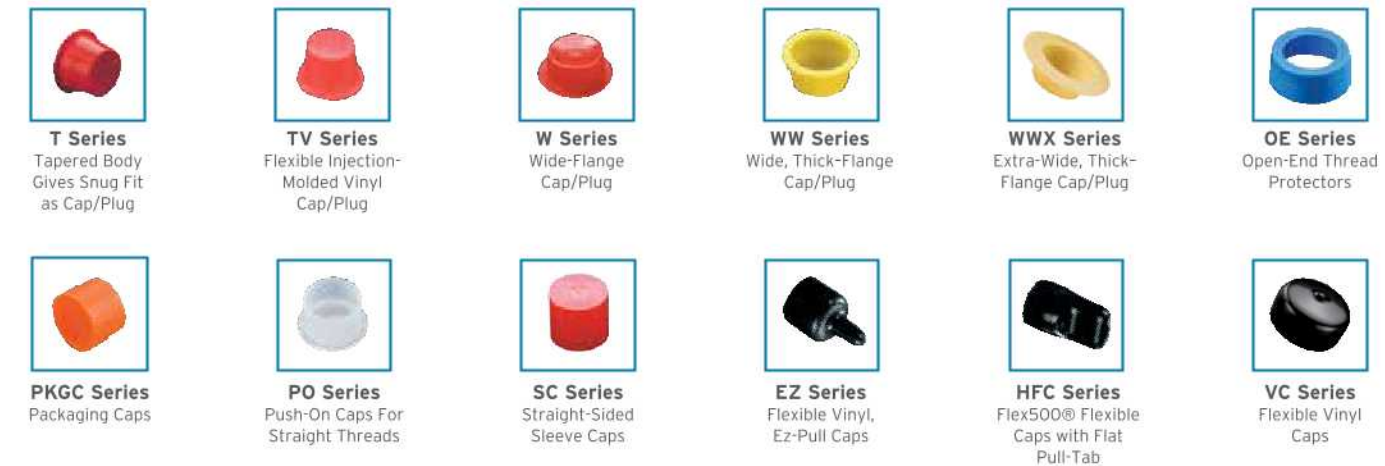 T Series
Tapered Body
Gives Snug Fit
as Cap/Plug
TV Series
Flexible Injection-
Molded Vinyl
Cap/Plug
W Series
Wide-Flange
Cap/Plug
WW Series
Wide, Thick-Flange
Cap/Plug
WWX Series
Extra-Wide, Thick-
Flange Cap/Plug
OE Series
Open-End Thread
Protectors
PKGC Series
Packaging Caps
PO Series
Push-On Caps For
Straight Threads
SC Series
Straight-Sided
Sleeve Caps
EZ Series
Flexible Vinyl,
Ez-Pull Caps
HFC Series
Flex500® Flexible
Caps with Flat
Pull-Tab
VC Series
Flexible Vinyl
Caps